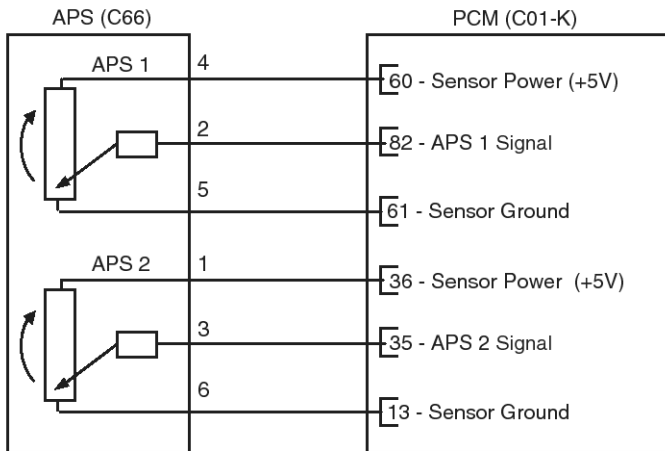 APS (C66) PCM (C01-K)
APS 1 4 60 - Sensor Power (+5V)
2 82 - APS 1 Signal
5 61 - Sensor Ground
APS 2 1 36 - Sensor Power (+5V)
3 35 - APS 2 Signal
6 13 - Sensor Ground